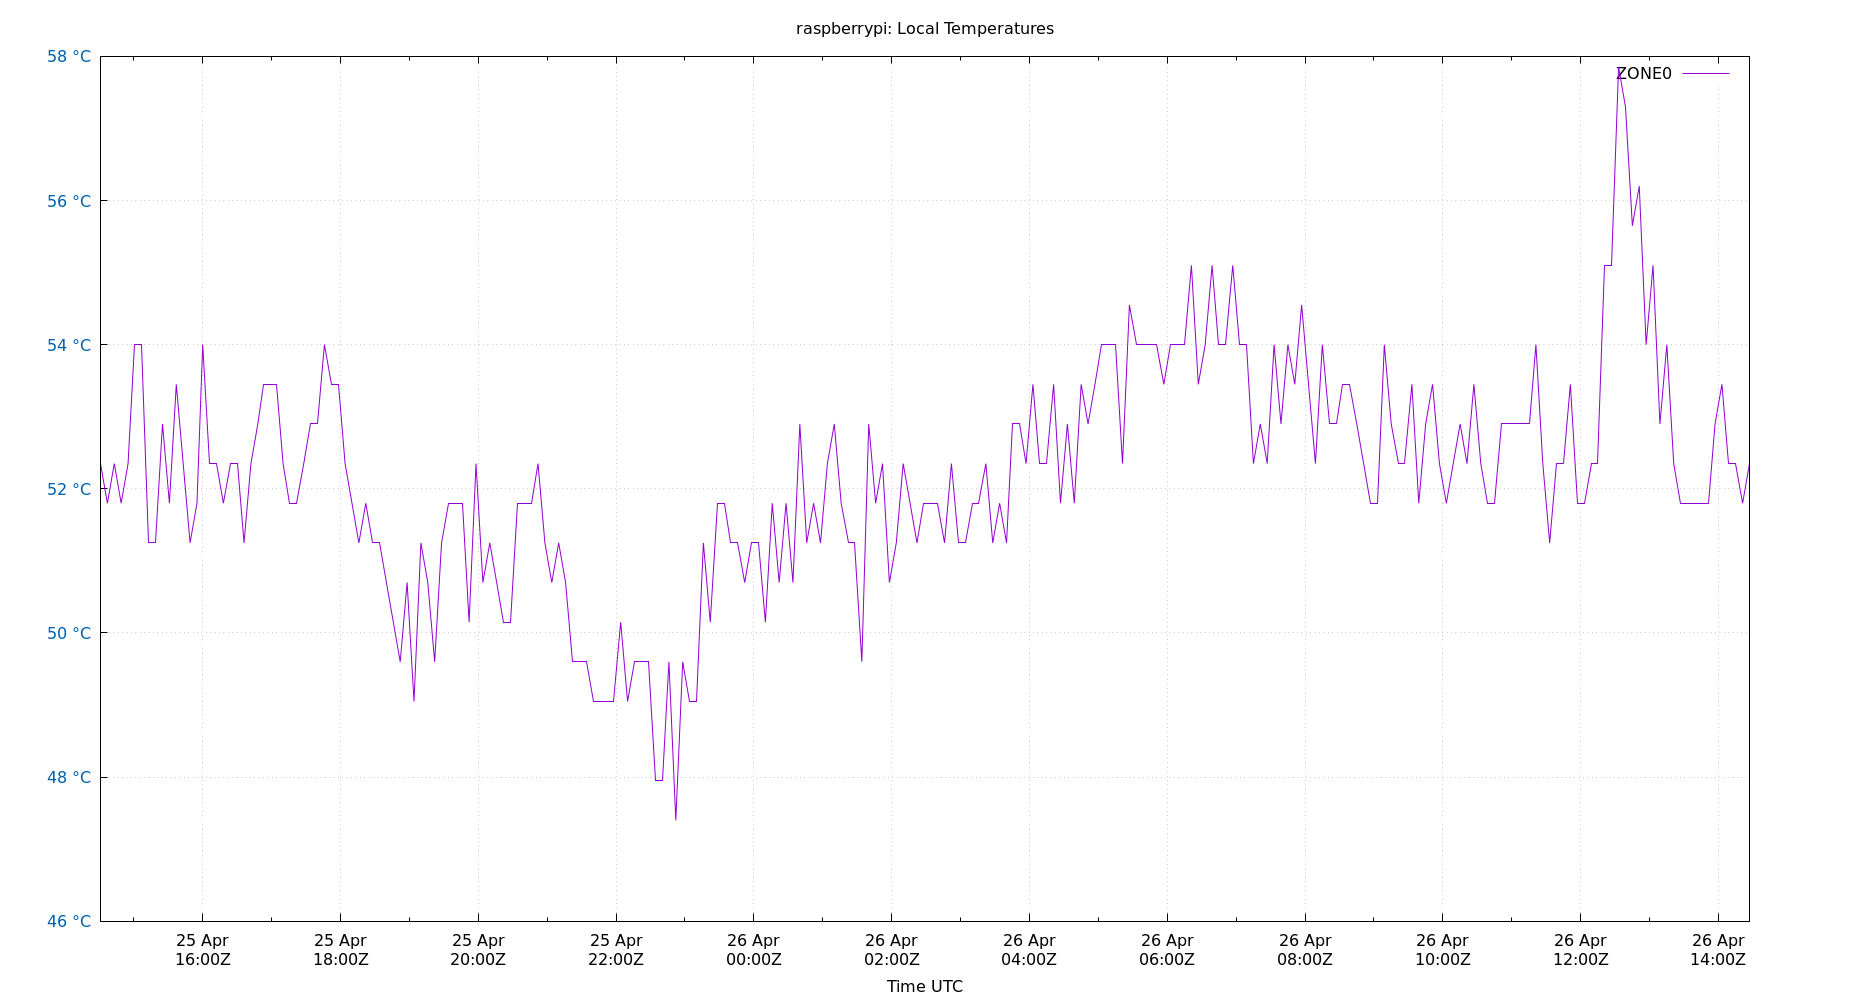 raspberrypi: Local Temperatures
58 °C
ZONE0
56 °C
54 °C
52 °C
50 °C
48 °C
46 °C
25 Apr 25 Apr 25 Apr 25 Apr 26 Apr 26 Apr 26 Apr 26 Apr 26 Apr 26 Apr 26 Apr 26 Apr
16:00Z 18:00Z 20:00Z 22:00Z 00:00Z 02:00Z 04:00Z 06:00Z 08:00Z 10:00Z 12:00Z 14:00Z
Time UTC